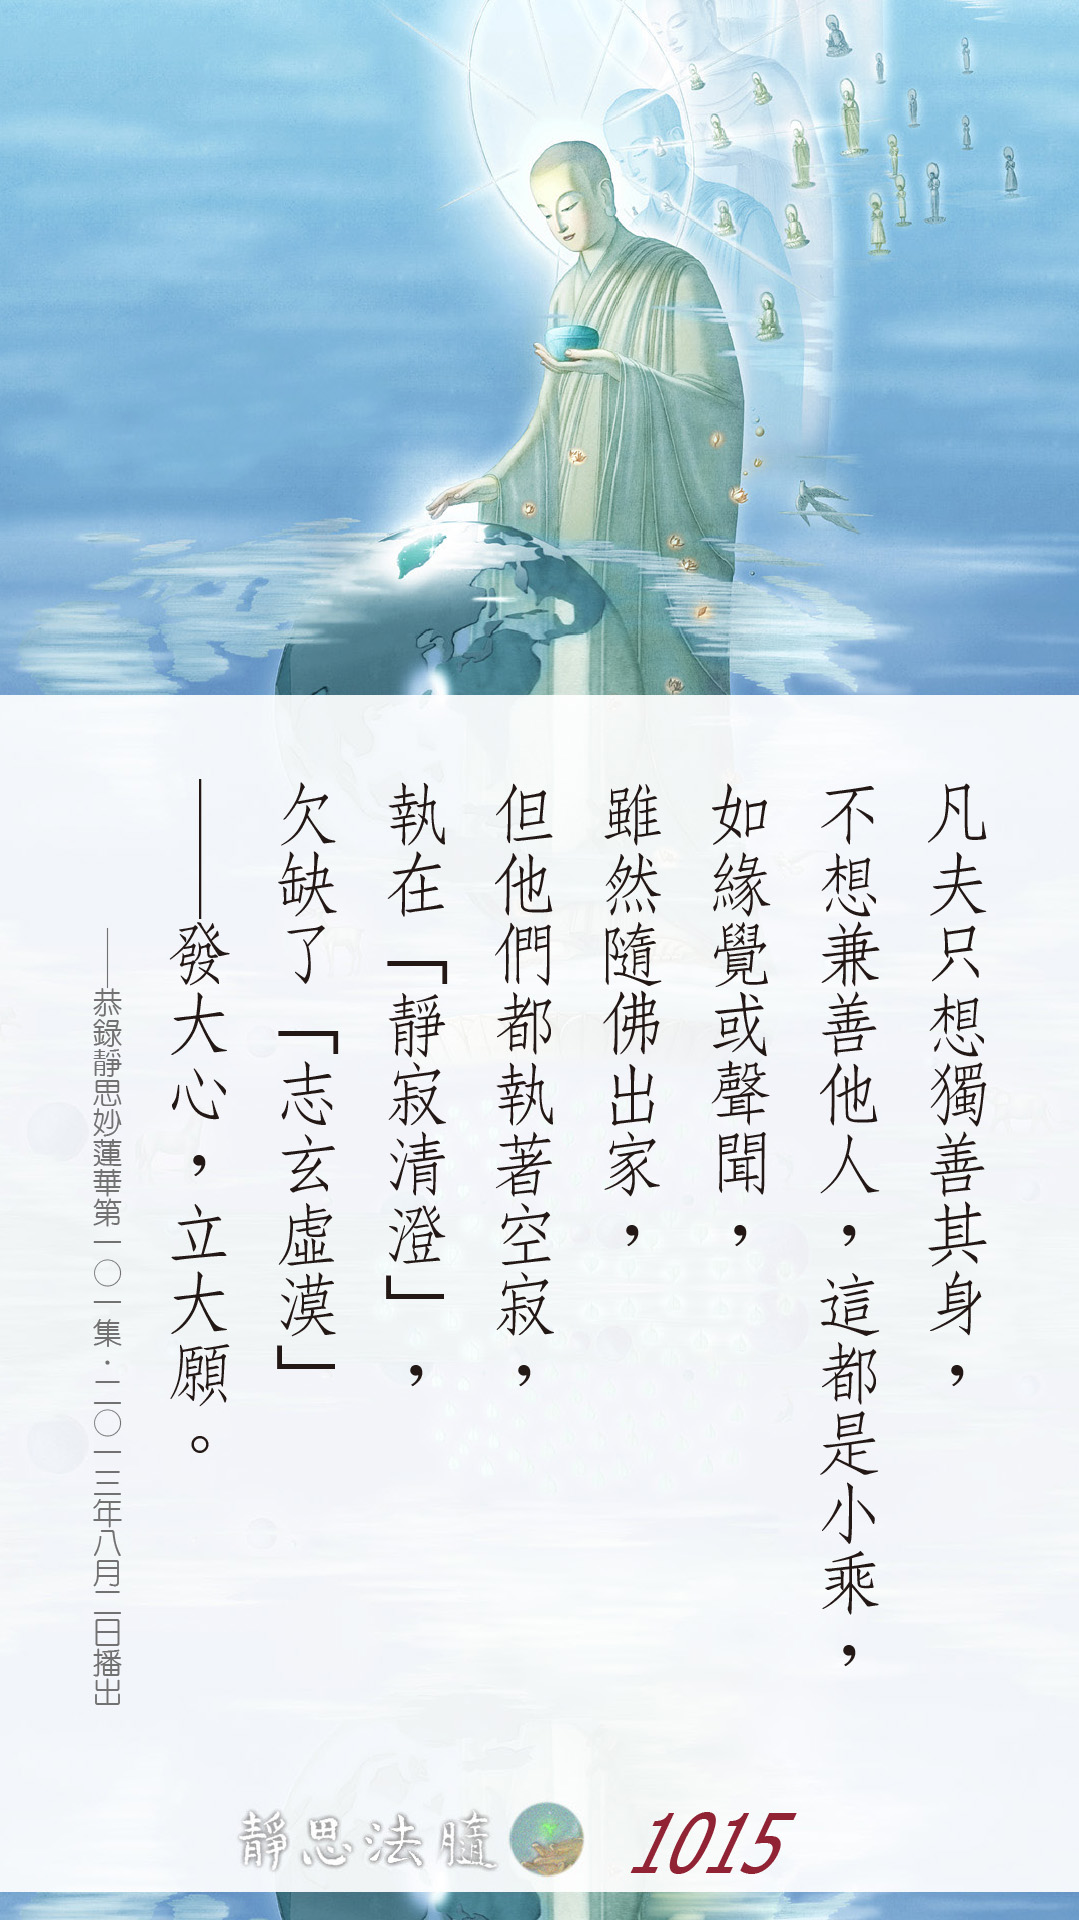 凡夫只想獨善其身，
不想兼善他人，這都是小乘，
如緣覺或聲聞，
雖然隨佛出家，
但他們都執著空寂，
執在「靜寂清澄」，
欠缺了「志玄虛漠」
——發大心，立大願。
——恭錄靜思妙蓮華第一〇一集・二〇一三年八月二日播出
靜思法髓
1015